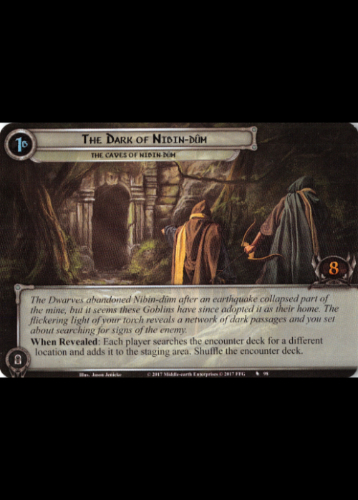 THE DARK OF NIBIN-DÛM
THE CAVES OF NIBIN-DÛM
8
The Dwarves abandoned Nibin-dûm after an earthquake collapsed part of
the mine, but it seems these Goblins have since adopted it as their home. The
flickering light of your torch reveals a network of dark passages and you set
about searching for signs of the enemy.
When Revealed: Each player searches the encounter deck for a different
location and adds it to the staging area. Shuffle the encounter deck.
© 2017 Middle-earth Enterprises © 2017 FFG